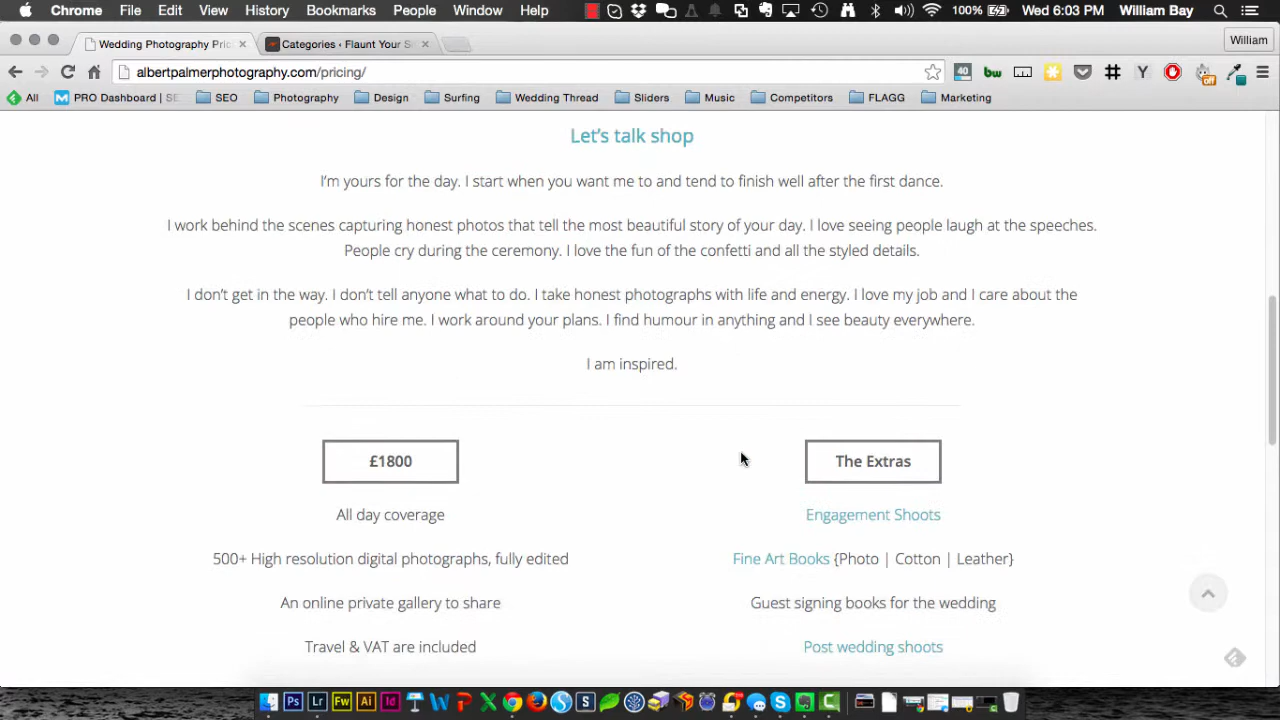 Chrome File Edit View History Bookmarks People Window Help 100% Wed 6:03 PM William Bay
Wedding Photography Pric Categories ‹ Flaunt Your S William
albertpalmerphotography.com/pricing/ 40 bw Y off
All PRO Dashboard | SE SEO Photography Design Surfing Wedding Thread Sliders Music Competitors FLAGG Marketing
Let's talk shop
I'm yours for the day. I start when you want me to and tend to finish well after the first dance.
I work behind the scenes capturing honest photos that tell the most beautiful story of your day. I love seeing people laugh at the speeches.
People cry during the ceremony. I love the fun of the confetti and all the styled details.
I don't get in the way. I don't tell anyone what to do. I take honest photographs with life and energy. I love my job and I care about the
people who hire me. I work around your plans. I find humour in anything and I see beauty everywhere.
I am inspired.
£1800 The Extras
All day coverage Engagement Shoots
500+ High resolution digital photographs, fully edited Fine Art Books {Photo | Cotton | Leather}
An online private gallery to share Guest signing books for the wedding
Travel & VAT are included Post wedding shoots
Ps Lr Fw Ai Id